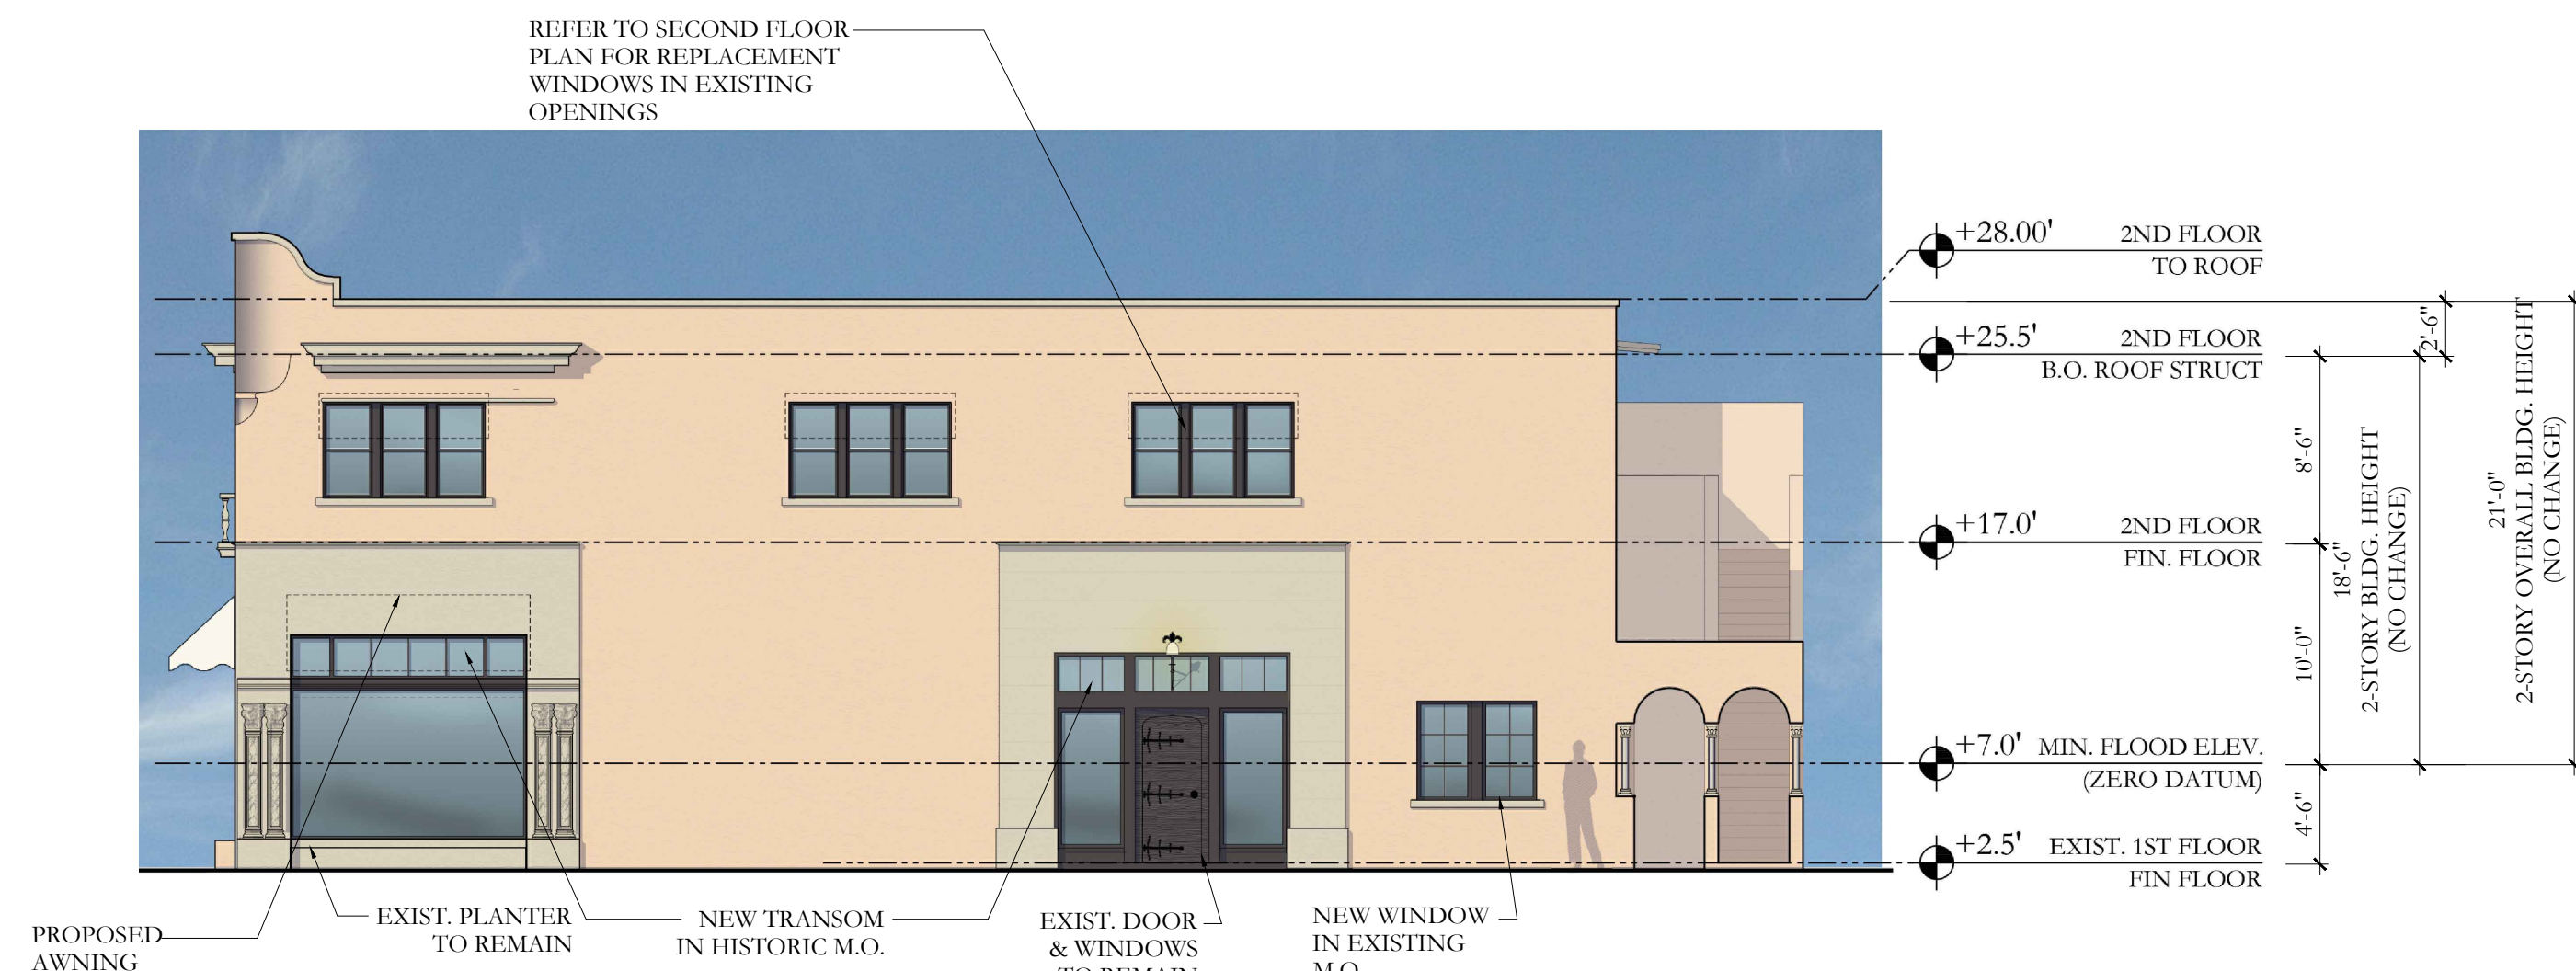 REFER TO SECOND FLOOR
PLAN FOR REPLACEMENT
WINDOWS IN EXISTING
OPENINGS
+28.00'
2ND FLOOR
TO ROOF
+25.5'
2ND FLOOR
B.O. ROOF STRUCT
+17.0'
2ND FLOOR
FIN. FLOOR
+7.0'
MIN. FLOOD ELEV.
(ZERO DATUM)
+2.5'
EXIST. 1ST FLOOR
FIN FLOOR
8'-6"
10'-0"
4'-6"
18'-6"
2-STORY BLDG. HEIGHT
(NO CHANGE)
2'-6"
21'-0"
2-STORY OVERALL BLDG. HEIGHT
(NO CHANGE)
PROPOSED
AWNING
EXIST. PLANTER
TO REMAIN
NEW TRANSOM
IN HISTORIC M.O.
EXIST. DOOR
& WINDOWS
TO REMAIN
NEW WINDOW
IN EXISTING
M.O.